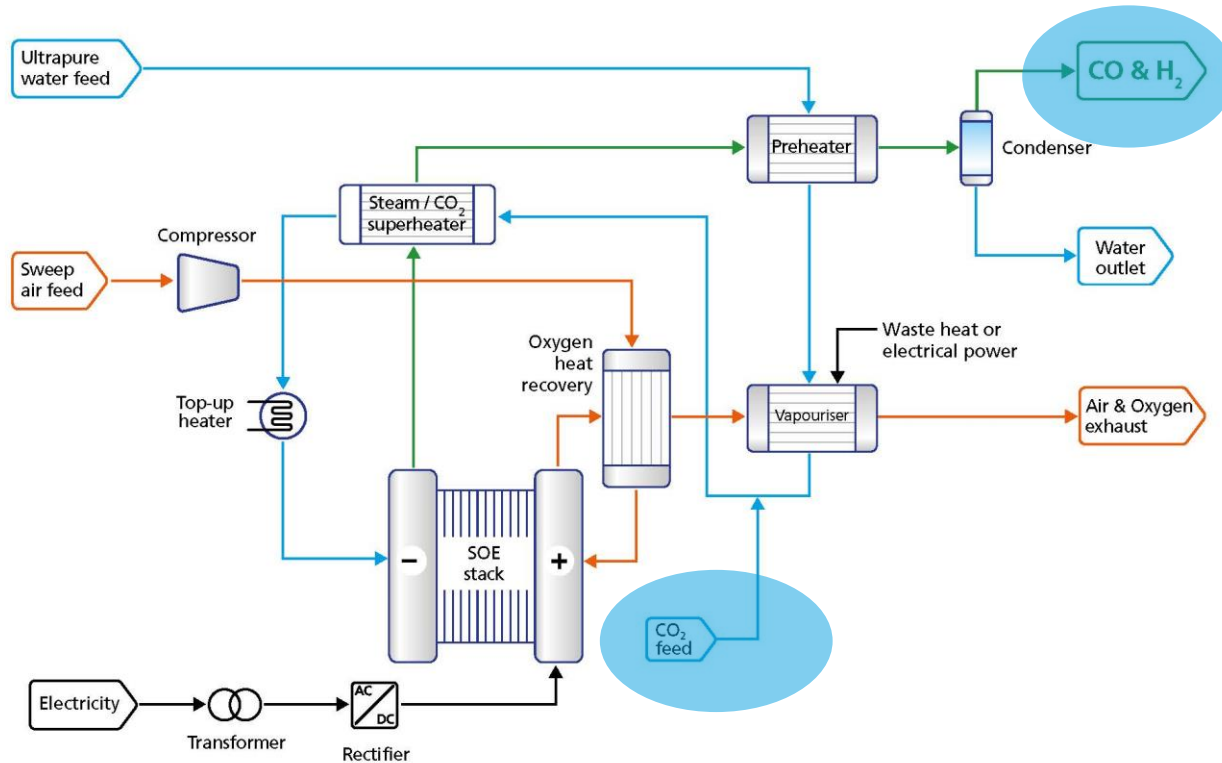 Ultrapure
water feed
CO & H₂
Preheater
Condenser
Steam / CO₂
superheater
Compressor
Sweep
air feed
Water
outlet
Oxygen
heat
recovery
Waste heat or
electrical power
Top-up
heater
Vapouriser
Air & Oxygen
exhaust
−
SOE
stack
+
CO₂
feed
Electricity
AC
DC
Transformer
Rectifier